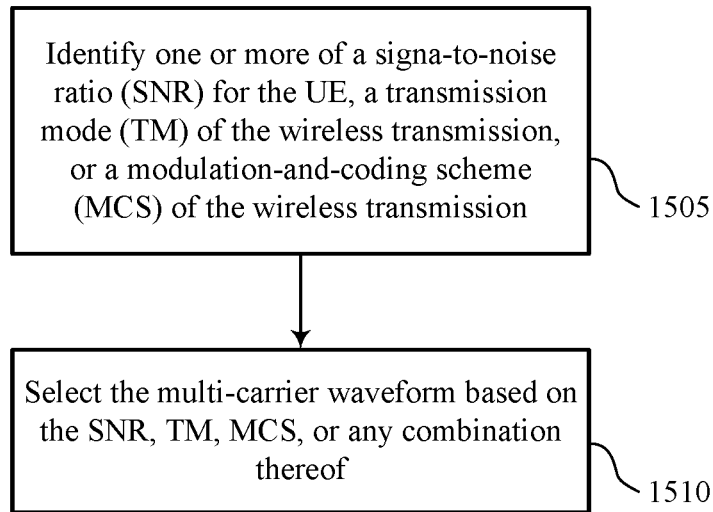 Identify one or more of a signa-to-noise
ratio (SNR) for the UE, a transmission
mode (TM) of the wireless transmission,
or a modulation-and-coding scheme
(MCS) of the wireless transmission
1505
Select the multi-carrier waveform based on
the SNR, TM, MCS, or any combination
thereof
1510